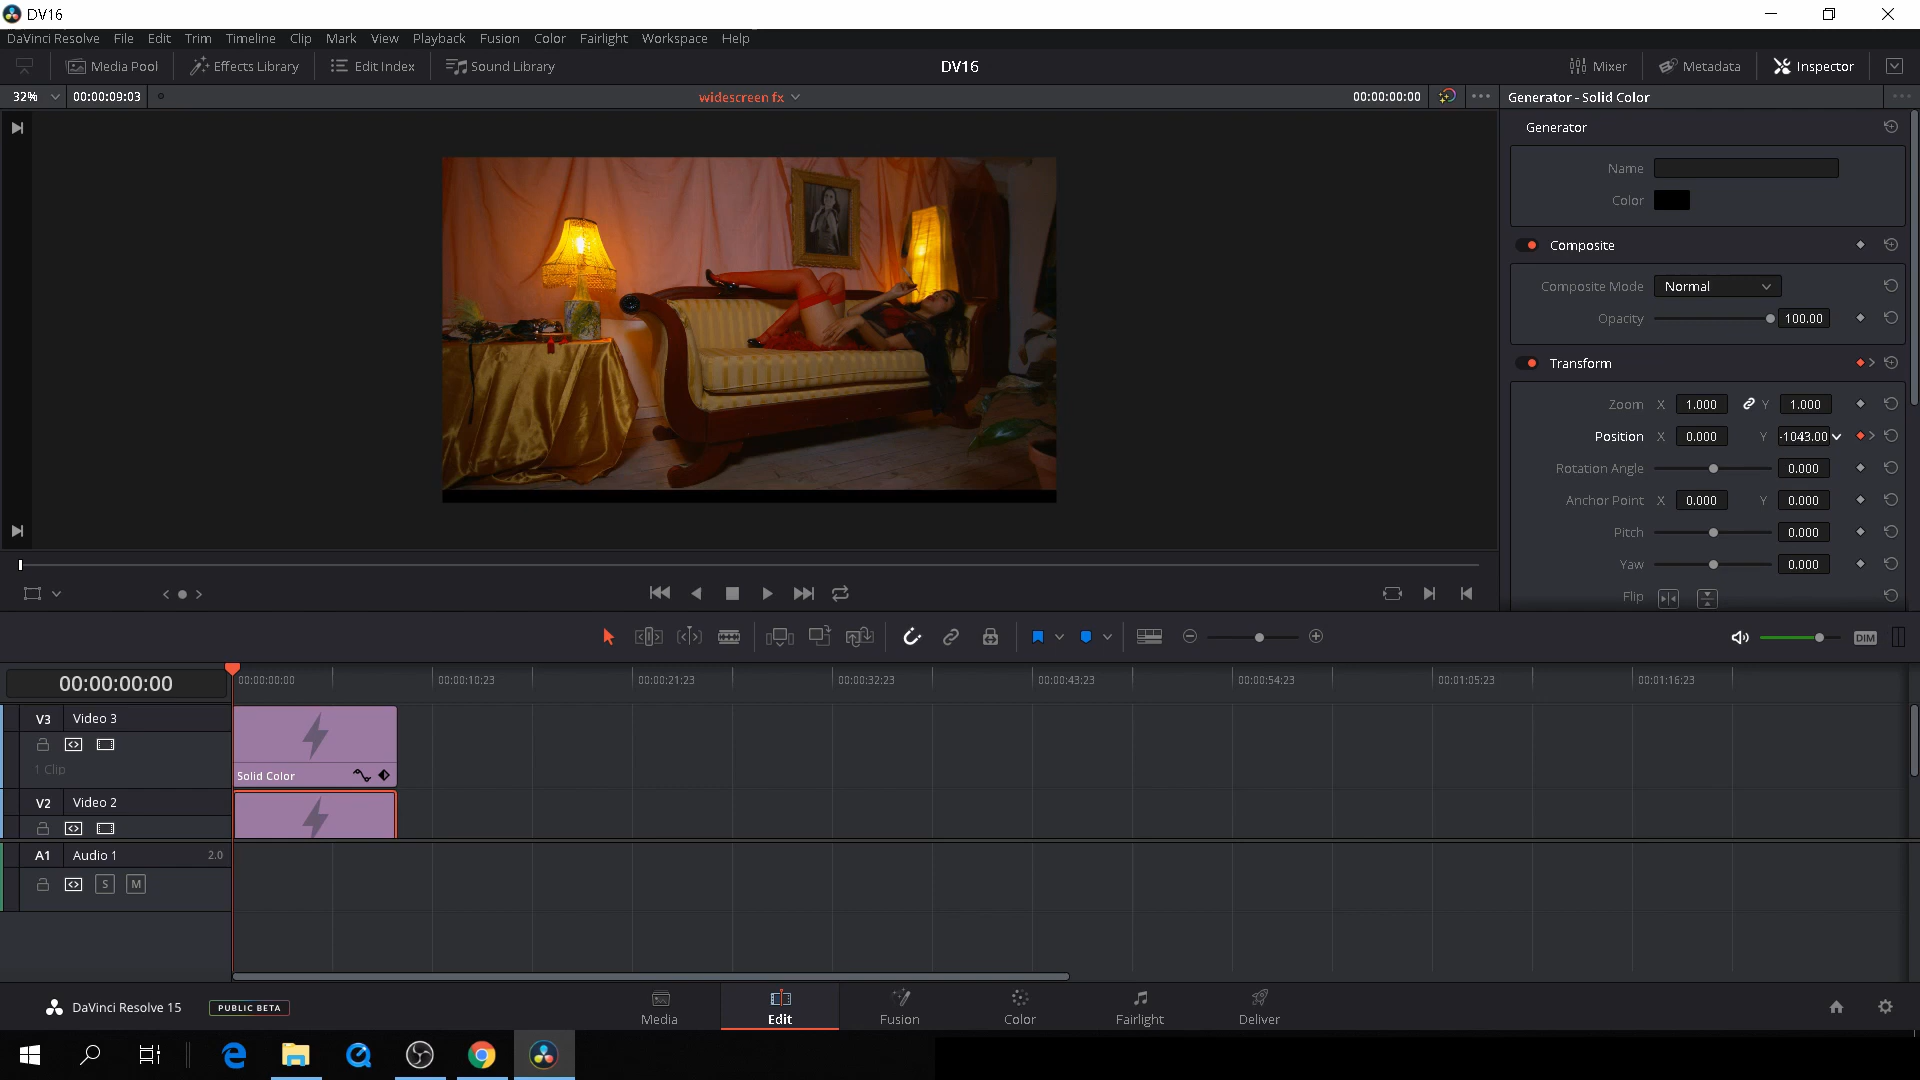 DV16
DaVinci Resolve File Edit Trim Timeline Clip Mark View Playback Fusion Color Fairlight Workspace Help
Media Pool Effects Library Edit Index Sound Library DV16 Mixer Metadata Inspector
32% 00:00:09:03 widescreen fx 00:00:00:00 Generator - Solid Color
Generator
Name
Color
Composite
Composite Mode Normal
Opacity 100.00
Transform
Zoom X 1.000 Y 1.000
Position X 0.000 Y -1043.00
Rotation Angle 0.000
Anchor Point X 0.000 Y 0.000
Pitch 0.000
Yaw 0.000
Flip
DIM
00:00:00:00 00:00:00:00 00:00:10:23 00:00:21:23 00:00:32:23 00:00:43:23 00:00:54:23 00:01:05:23 00:01:16:23
V3 Video 3
1 Clip
Solid Color
V2 Video 2
A1 Audio 1 2.0
S M
DaVinci Resolve 15 PUBLIC BETA
Media Edit Fusion Color Fairlight Deliver